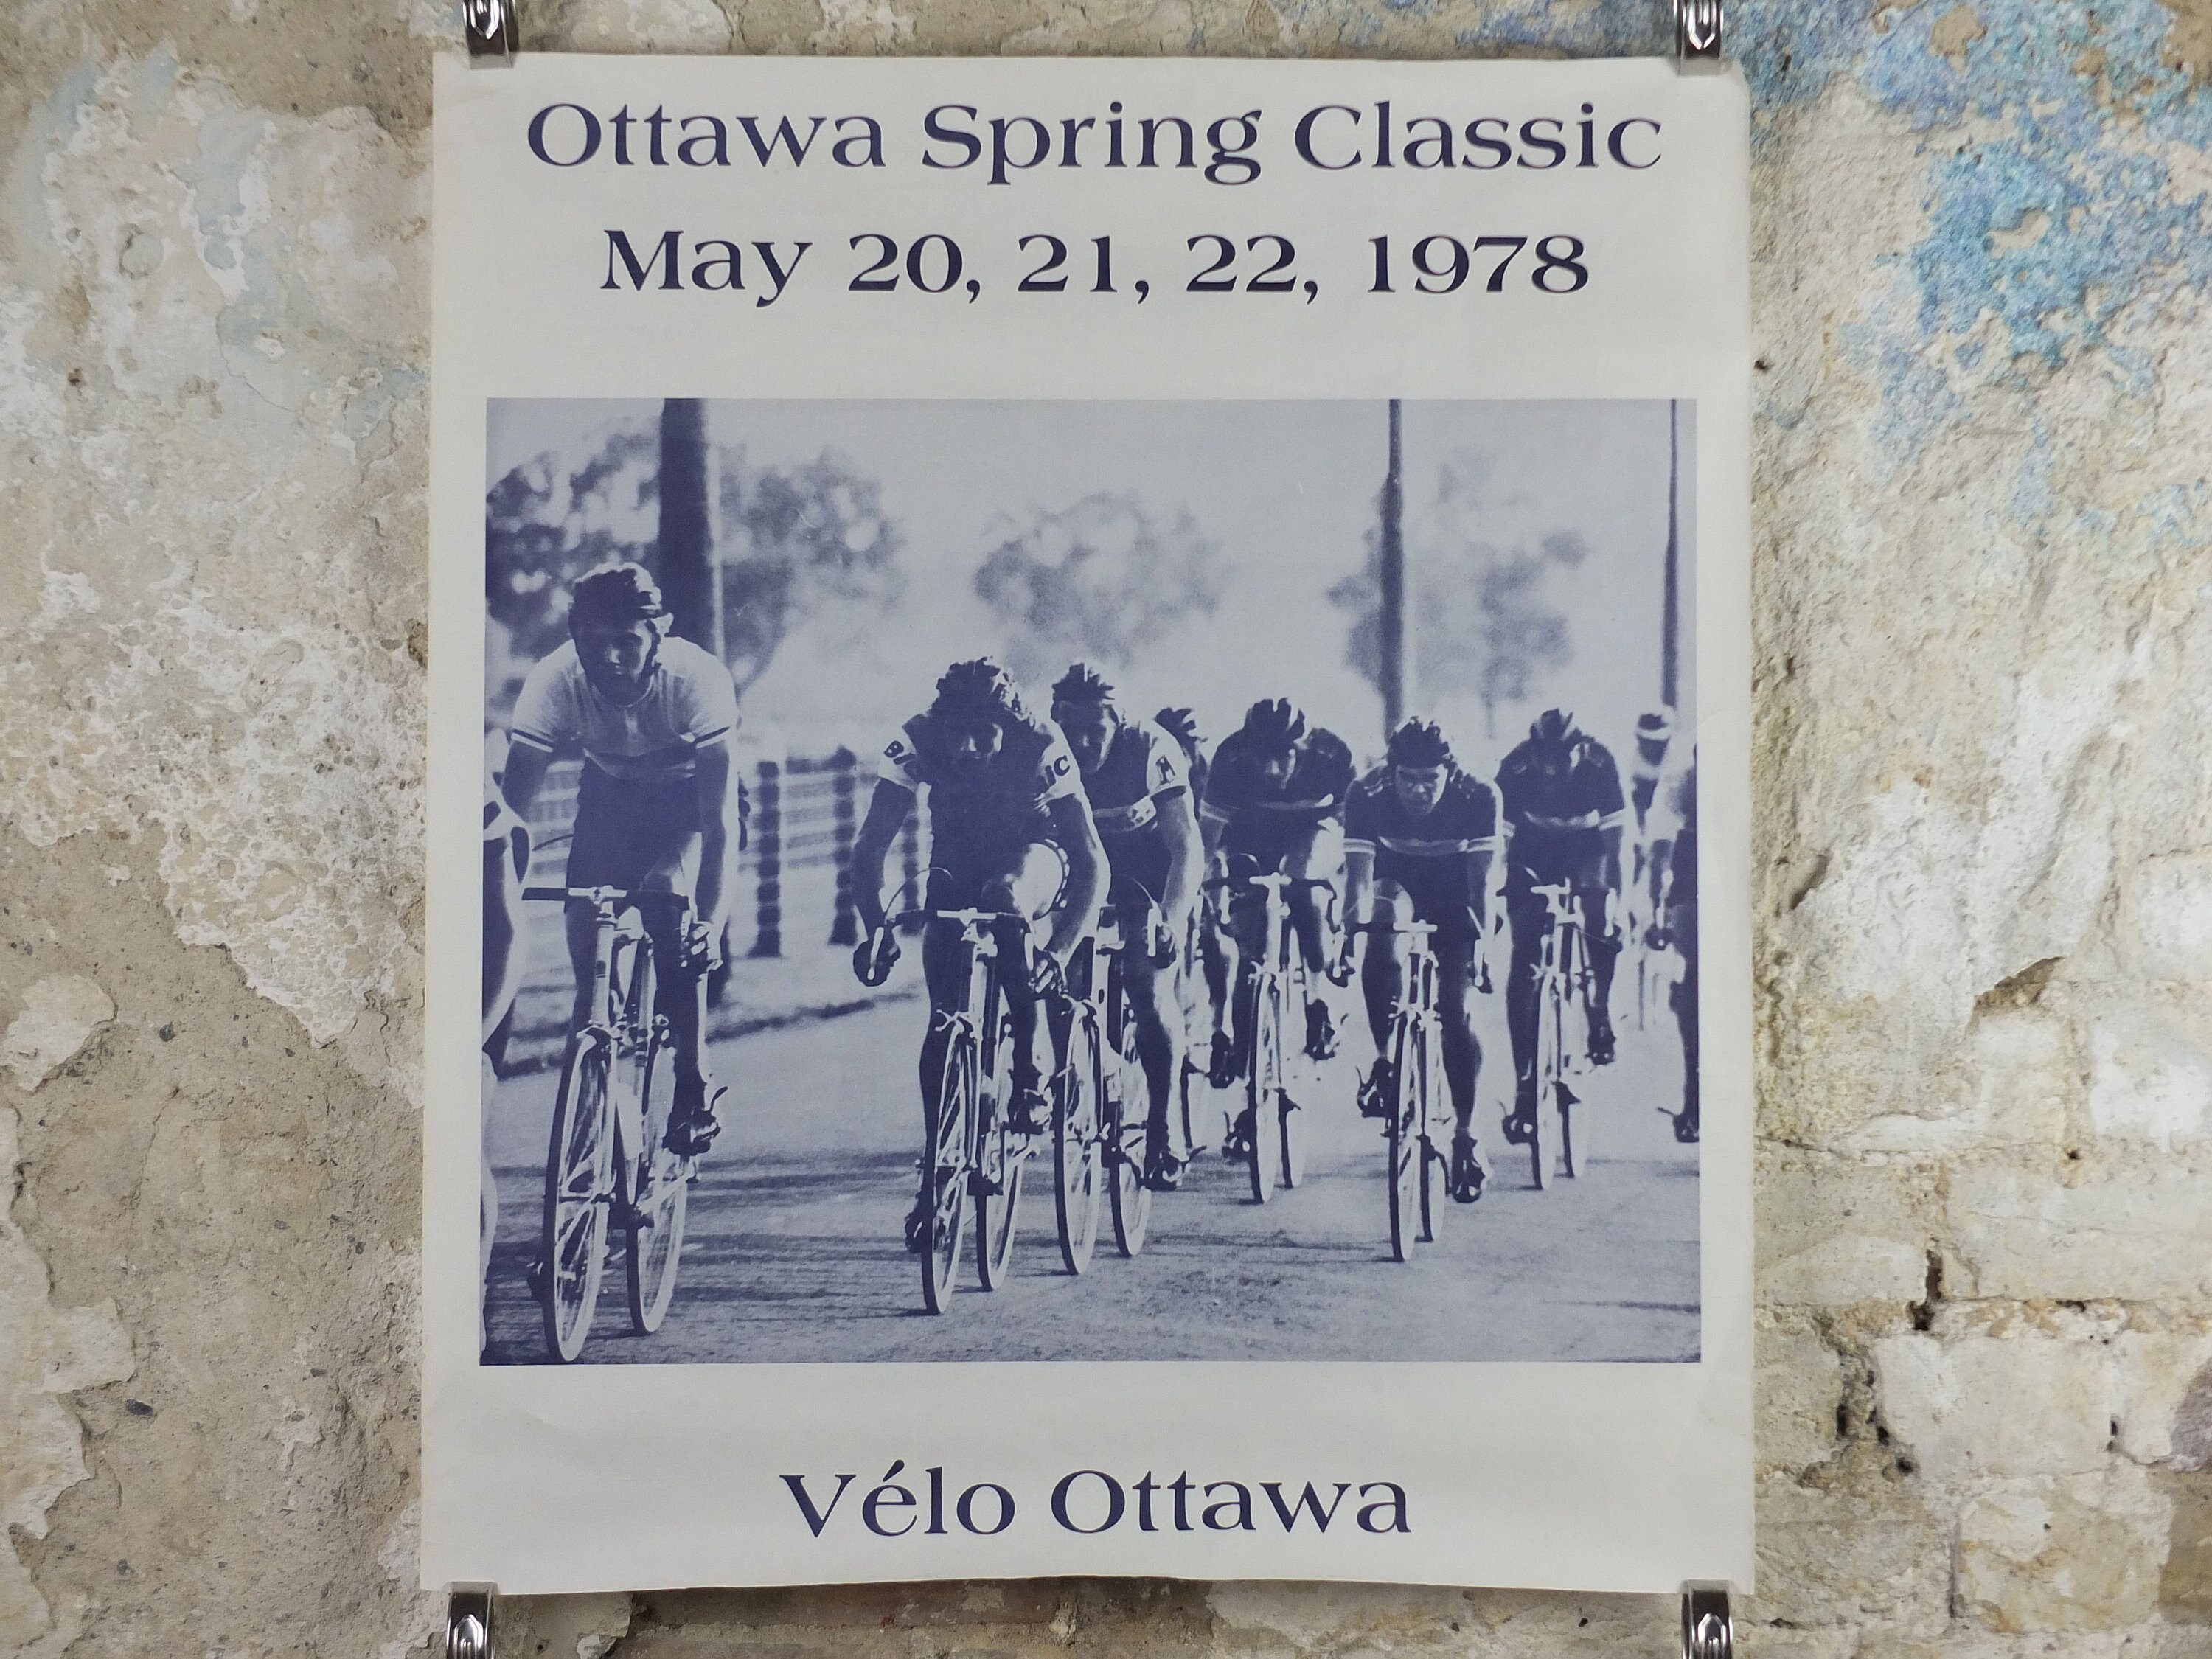 Ottawa Spring Classic
May 20, 21, 22, 1978
Vélo Ottawa